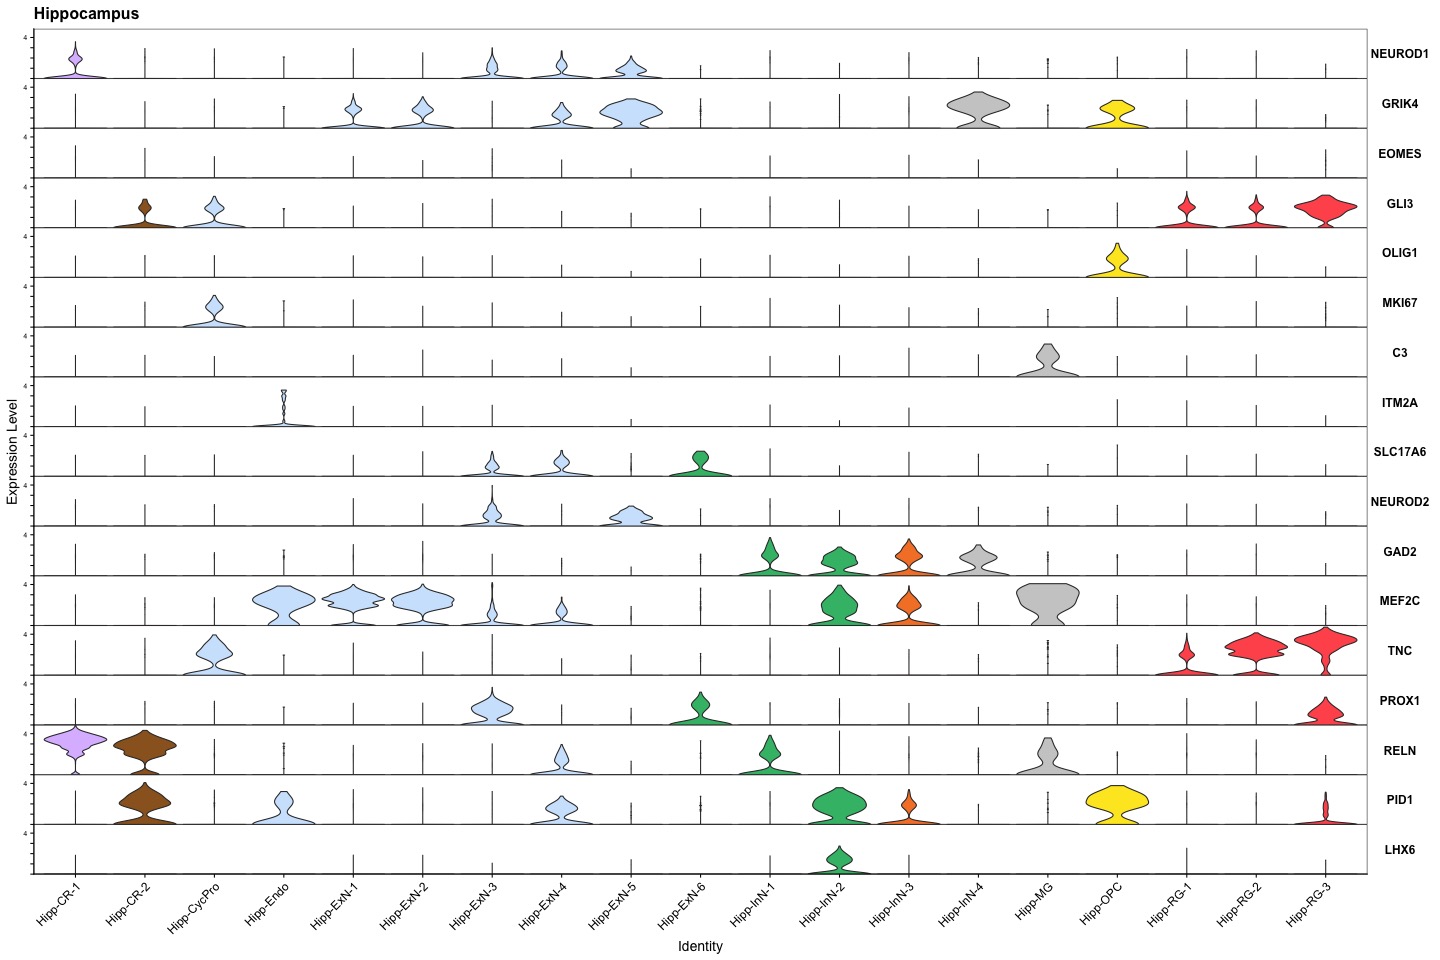 Hippocampus
4 NEUROD1
4 GRIK4
4 EOMES
4 GLI3
4 OLIG1
4 MKI67
4 C3
4 ITM2A
4 SLC17A6
4 NEUROD2
4 GAD2
4 MEF2C
4 TNC
4 PROX1
4 RELN
4 PID1
4 LHX6
Expression Level
Hipp-CR-1 Hipp-CR-2 Hipp-CycPro Hipp-Endo Hipp-ExN-1 Hipp-ExN-2 Hipp-ExN-3 Hipp-ExN-4 Hipp-ExN-5 Hipp-ExN-6 Hipp-InN-1 Hipp-InN-2 Hipp-InN-3 Hipp-InN-4 Hipp-MG Hipp-OPC Hipp-RG-1 Hipp-RG-2 Hipp-RG-3
Identity